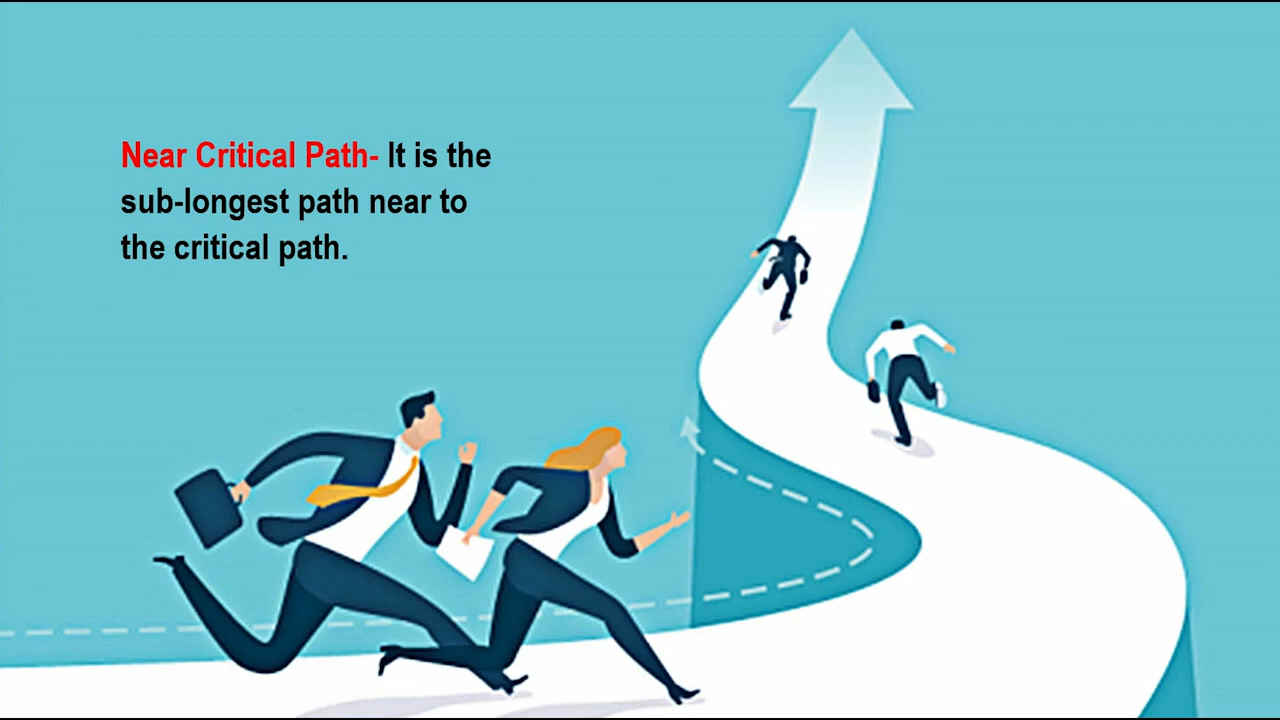 Near Critical Path- It is the
sub-longest path near to
the critical path.